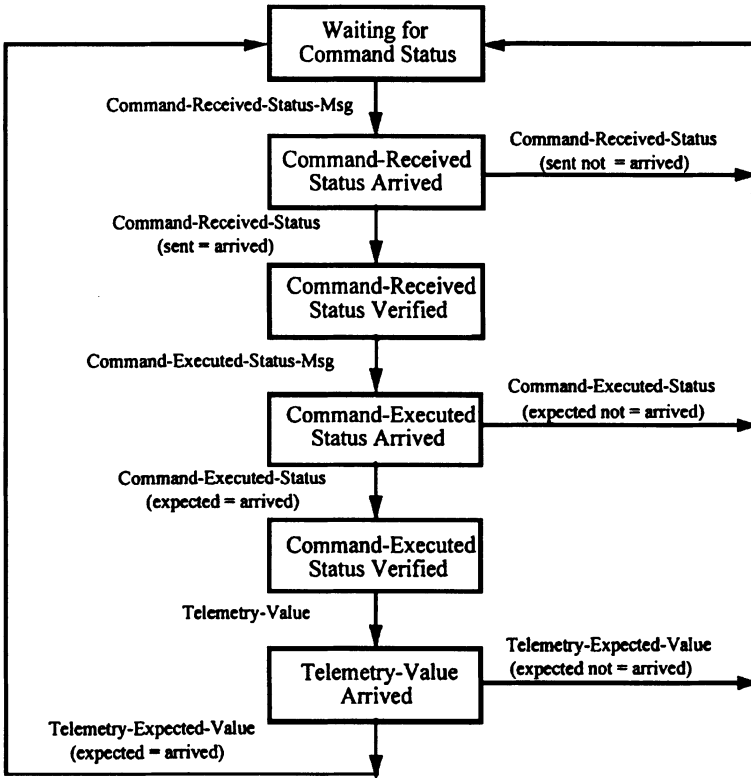 Waiting for
Command Status
Command-Received-Status-Msg
Command-Received
Status Arrived
Command-Received-Status
(sent not = arrived)
Command-Received-Status
(sent = arrived)
Command-Received
Status Verified
Command-Executed-Status-Msg
Command-Executed
Status Arrived
Command-Executed-Status
(expected not = arrived)
Command-Executed-Status
(expected = arrived)
Command-Executed
Status Verified
Telemetry-Value
Telemetry-Value
Arrived
Telemetry-Expected-Value
(expected not = arrived)
Telemetry-Expected-Value
(expected = arrived)